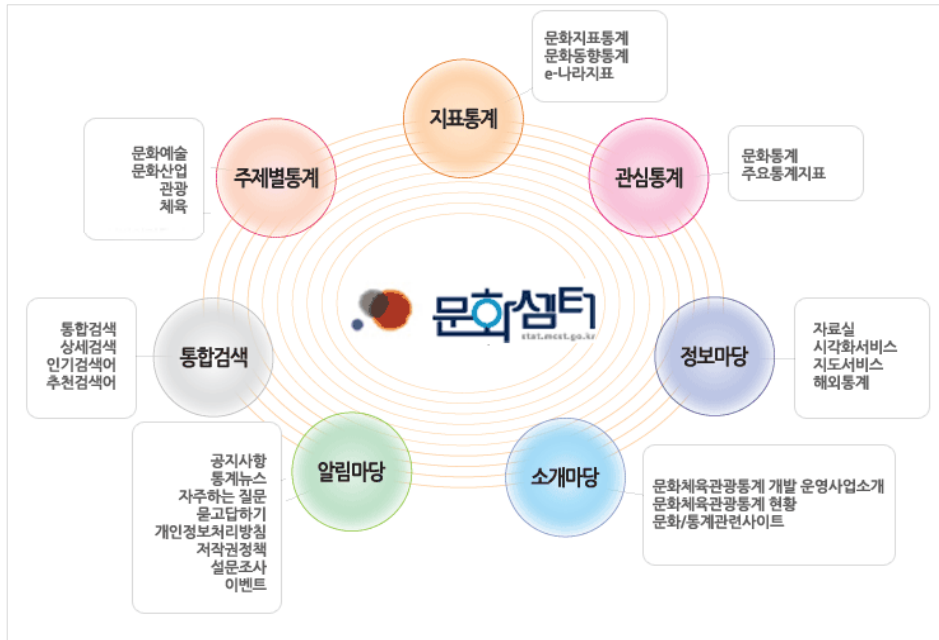 문화지표통계
문화동향통계
e-나라지표
지표통계
문화예술
문화산업
관광
체육
주제별통계
관심통계
문화통계
주요통계지표
문화셈터
stat.mcst.go.kr
통합검색
상세검색
인기검색어
추천검색어
통합검색
정보마당
자료실
시각화서비스
지도서비스
해외통계
공지사항
통계뉴스
자주하는 질문
묻고답하기
개인정보처리방침
저작권정책
설문조사
이벤트
알림마당
소개마당
문화체육관광통계 개발 운영사업소개
문화체육관광통계 현황
문화/통계관련사이트